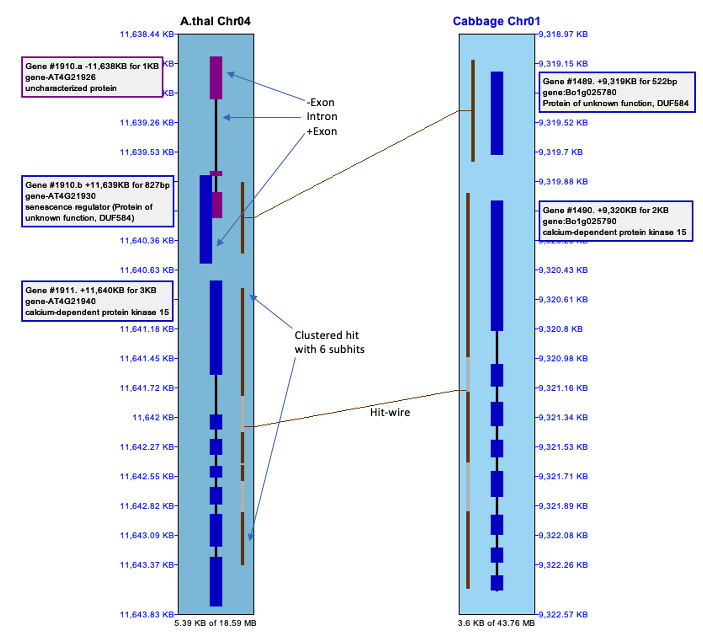 A.thal Chr04
11,638.44 KB
Gene #1910.a -11,638KB for 1KB
gene-AT4G21926
uncharacterized protein
11,639.26 KB
11,639.53 KB
Gene #1910.b +11,639KB for 827bp
gene-AT4G21930
senescence regulator (Protein of
unknown function, DUF584)
11,640.36 KB
11,640.63 KB
Gene #1911. +11,640KB for 3KB
gene-AT4G21940
calcium-dependent protein kinase 15
11,641.18 KB
11,641.45 KB
11,641.72 KB
11,642 KB
11,642.27 KB
11,642.55 KB
11,642.82 KB
11,643.09 KB
11,643.37 KB
11,643.83 KB
5.39 KB of 18.59 MB
-Exon
Intron
+Exon
Clustered hit
with 6 subhits
Hit-wire
Cabbage Chr01
9,318.97 KB
9,319.15 KB
Gene #1489. +9,319KB for 522bp
gene:Bo1g025780
Protein of unknown function, DUF584
9,319.52 KB
9,319.7 KB
9,319.88 KB
Gene #1490. +9,320KB for 2KB
gene:Bo1g025790
calcium-dependent protein kinase 15
9,320.43 KB
9,320.61 KB
9,320.8 KB
9,320.98 KB
9,321.16 KB
9,321.34 KB
9,321.53 KB
9,321.71 KB
9,321.89 KB
9,322.08 KB
9,322.26 KB
9,322.57 KB
3.6 KB of 43.76 MB